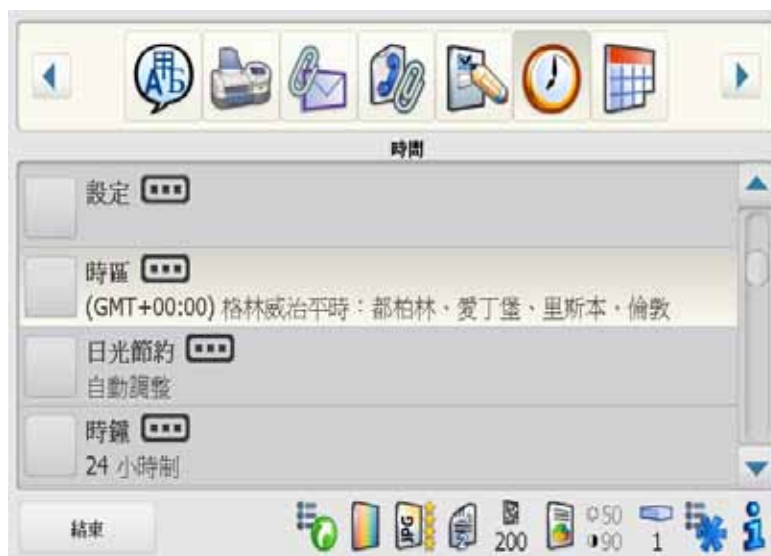 時間
設定
時區
(GMT+00:00) 格林威治平時：都柏林、愛丁堡、里斯本、倫敦
日光節約
自動調整
時鐘
24 小時制
結束
JPG
200
50
90
1